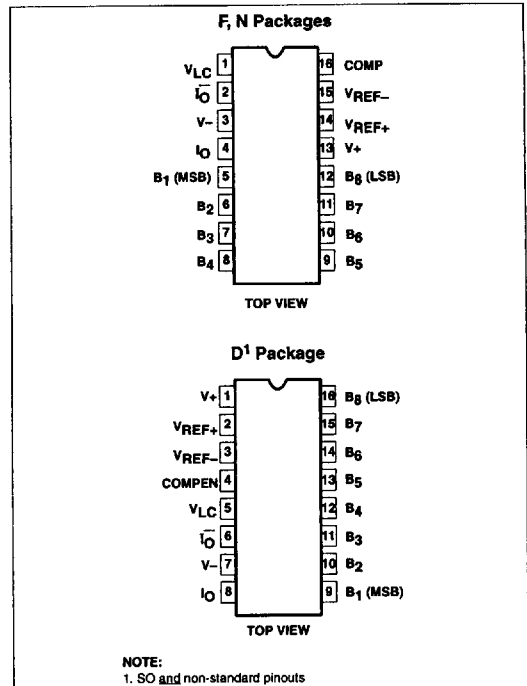 F, N Packages
VLC 1 16 COMP
I̅O̅ 2 15 VREF–
V– 3 14 VREF+
IO 4 13 V+
B1 (MSB) 5 12 B8 (LSB)
B2 6 11 B7
B3 7 10 B6
B4 8 9 B5
TOP VIEW
D1 Package
V+ 1 16 B8 (LSB)
VREF+ 2 15 B7
VREF– 3 14 B6
COMPEN 4 13 B5
VLC 5 12 B4
I̅O̅ 6 11 B3
V– 7 10 B2
IO 8 9 B1 (MSB)
TOP VIEW
NOTE:
1. SO and non-standard pinouts